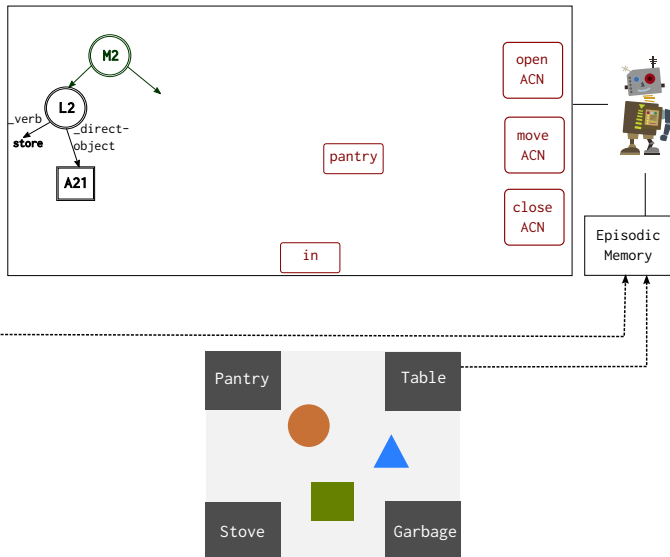 M2
open
ACN
L2
_verb
store
_direct-
object
A21
pantry
move
ACN
close
ACN
in
Episodic
Memory
Pantry
Table
Stove
Garbage